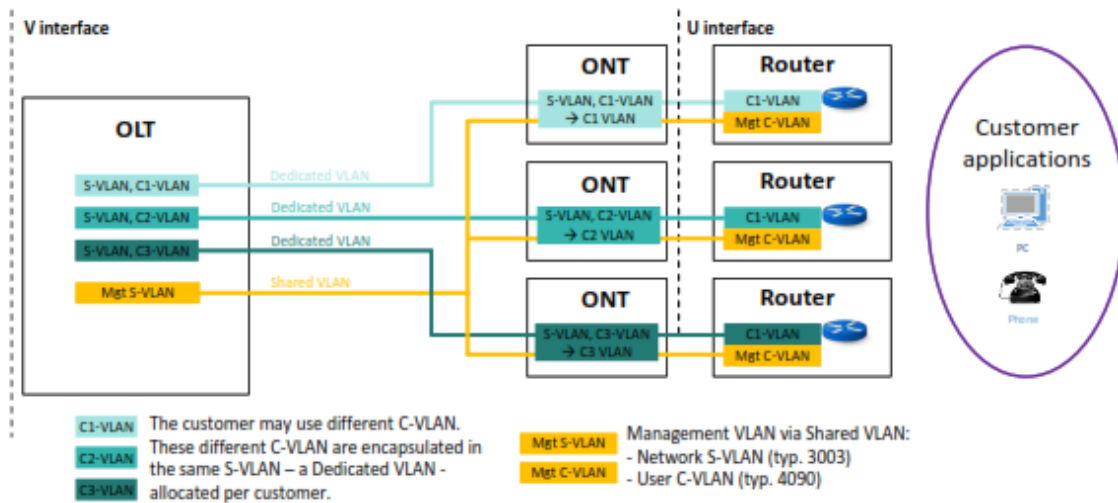 V interface
U interface
OLT
S-VLAN, C1-VLAN
S-VLAN, C2-VLAN
S-VLAN, C3-VLAN
Mgt S-VLAN
Dedicated VLAN
Dedicated VLAN
Dedicated VLAN
Shared VLAN
ONT
S-VLAN, C1-VLAN
→ C1 VLAN
Router
C1-VLAN
Mgt C-VLAN
ONT
S-VLAN, C2-VLAN
→ C2 VLAN
Router
C1-VLAN
Mgt C-VLAN
ONT
S-VLAN, C3-VLAN
→ C3 VLAN
Router
C1-VLAN
Mgt C-VLAN
Customer
applications
PC
Phone
C1-VLAN
C2-VLAN
C3-VLAN
The customer may use different C-VLAN.
These different C-VLAN are encapsulated in
the same S-VLAN – a Dedicated VLAN -
allocated per customer.
Mgt S-VLAN
Mgt C-VLAN
Management VLAN via Shared VLAN:
- Network S-VLAN (typ. 3003)
- User C-VLAN (typ. 4090)